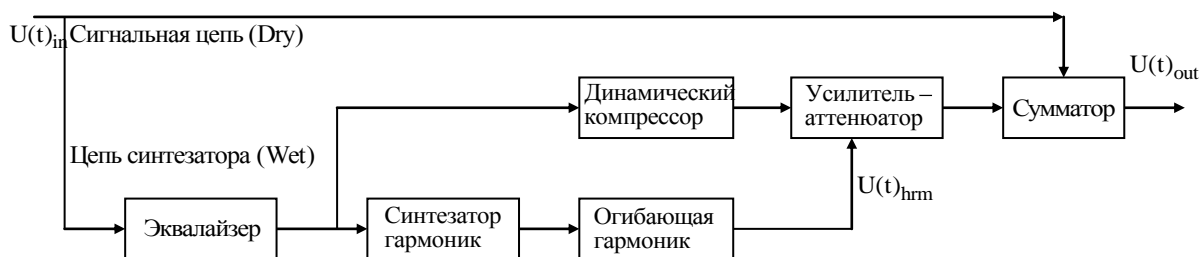 U(t)in Сигнальная цепь (Dry)
U(t)out
Динамический
компрессор
Усилитель –
аттенюатор
Сумматор
Цепь синтезатора (Wet)
U(t)hrm
Эквалайзер
Синтезатор
гармоник
Огибающая
гармоник